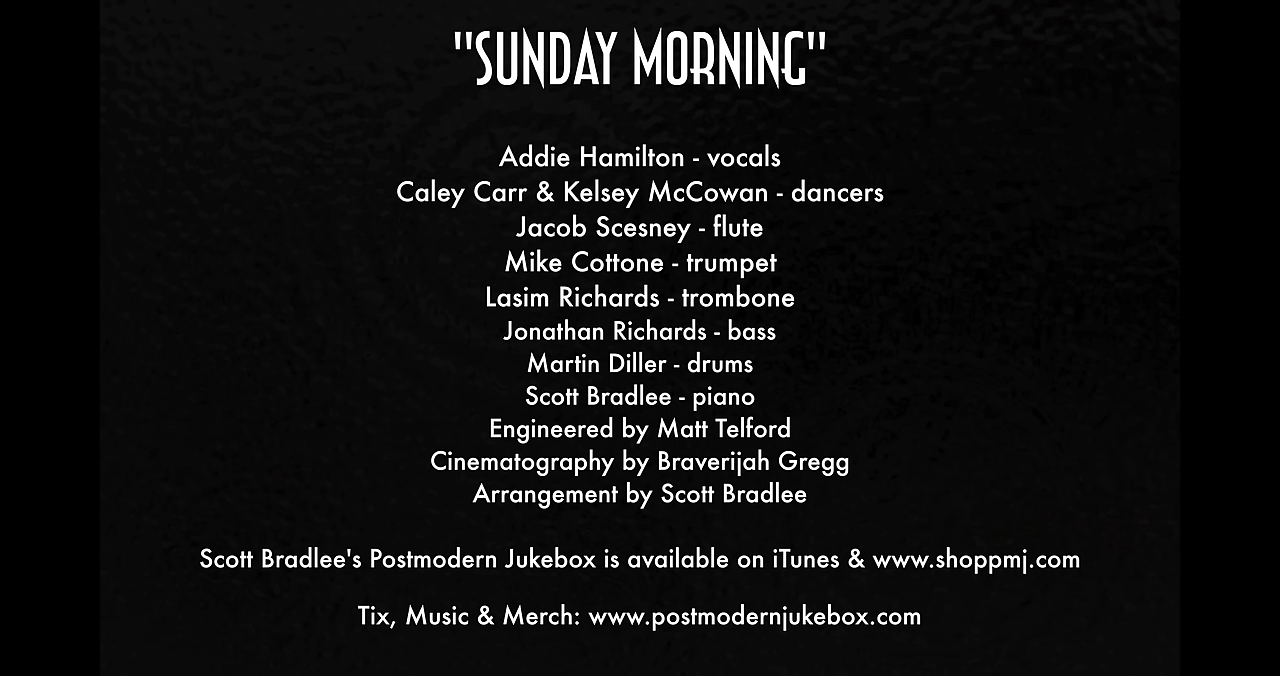 "SUNDAY MORNING"
Addie Hamilton - vocals
Caley Carr & Kelsey McCowan - dancers
Jacob Scesney - flute
Mike Cottone - trumpet
Lasim Richards - trombone
Jonathan Richards - bass
Martin Diller - drums
Scott Bradlee - piano
Engineered by Matt Telford
Cinematography by Braverijah Gregg
Arrangement by Scott Bradlee
Scott Bradlee's Postmodern Jukebox is available on iTunes & www.shoppmj.com
Tix, Music & Merch: www.postmodernjukebox.com